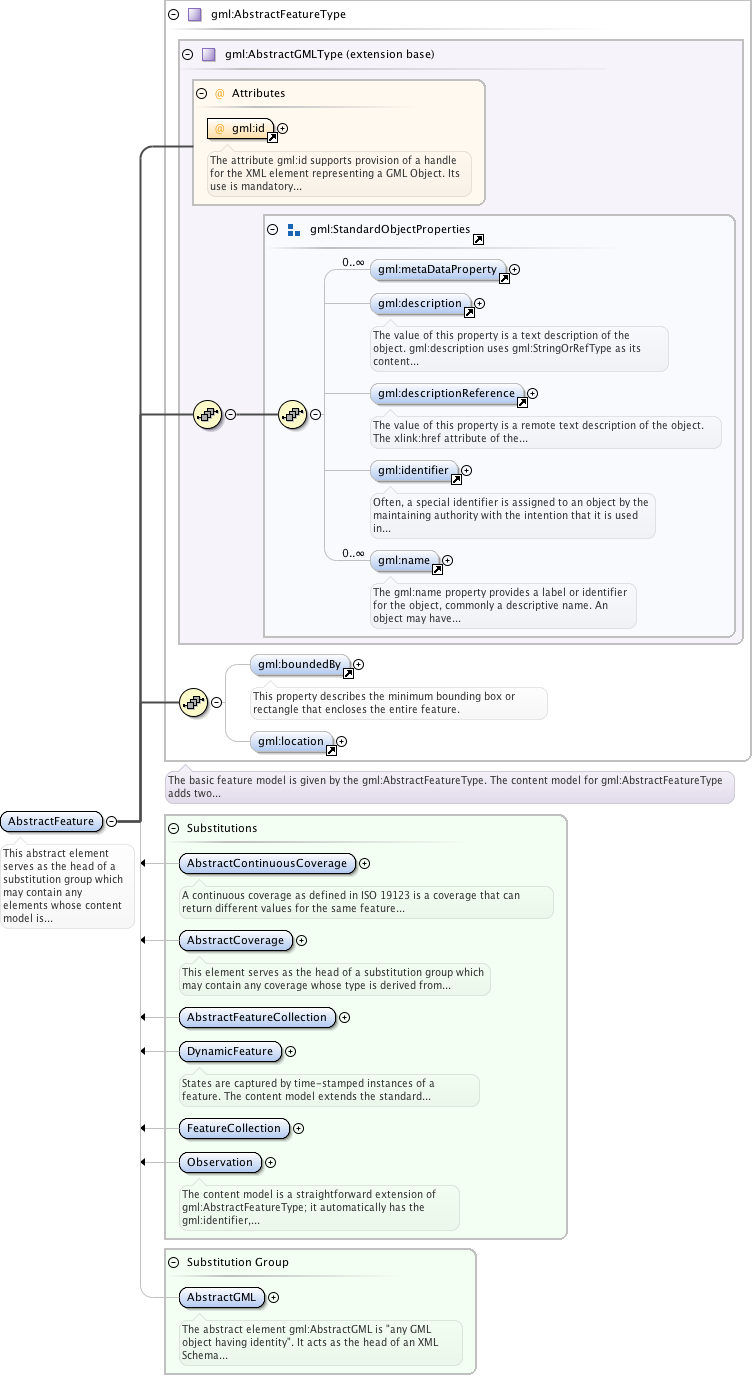 gml:AbstractFeatureType
gml:AbstractGMLType (extension base)
@ Attributes
@ gml:id
The attribute gml:id supports provision of a handle
for the XML element representing a GML Object. Its
use is mandatory...
gml:StandardObjectProperties
0..∞
gml:metaDataProperty
gml:description
The value of this property is a text description of the
object. gml:description uses gml:StringOrRefType as its
content...
gml:descriptionReference
The value of this property is a remote text description of the object.
The xlink:href attribute of the...
gml:identifier
Often, a special identifier is assigned to an object by the
maintaining authority with the intention that it is used
in...
0..∞
gml:name
The gml:name property provides a label or identifier
for the object, commonly a descriptive name. An
object may have...
gml:boundedBy
This property describes the minimum bounding box or
rectangle that encloses the entire feature.
gml:location
The basic feature model is given by the gml:AbstractFeatureType. The content model for gml:AbstractFeatureType
adds two...
AbstractFeature
This abstract element
serves as the head of a
substitution group which
may contain any
elements whose content
model is...
Substitutions
AbstractContinuousCoverage
A continuous coverage as defined in ISO 19123 is a coverage that can
return different values for the same feature...
AbstractCoverage
This element serves as the head of a substitution group which
may contain any coverage whose type is derived from...
AbstractFeatureCollection
DynamicFeature
States are captured by time-stamped instances of a
feature. The content model extends the standard...
FeatureCollection
Observation
The content model is a straightforward extension of
gml:AbstractFeatureType; it automatically has the
gml:identifier,...
Substitution Group
AbstractGML
The abstract element gml:AbstractGML is "any GML
object having identity". It acts as the head of an XML
Schema...